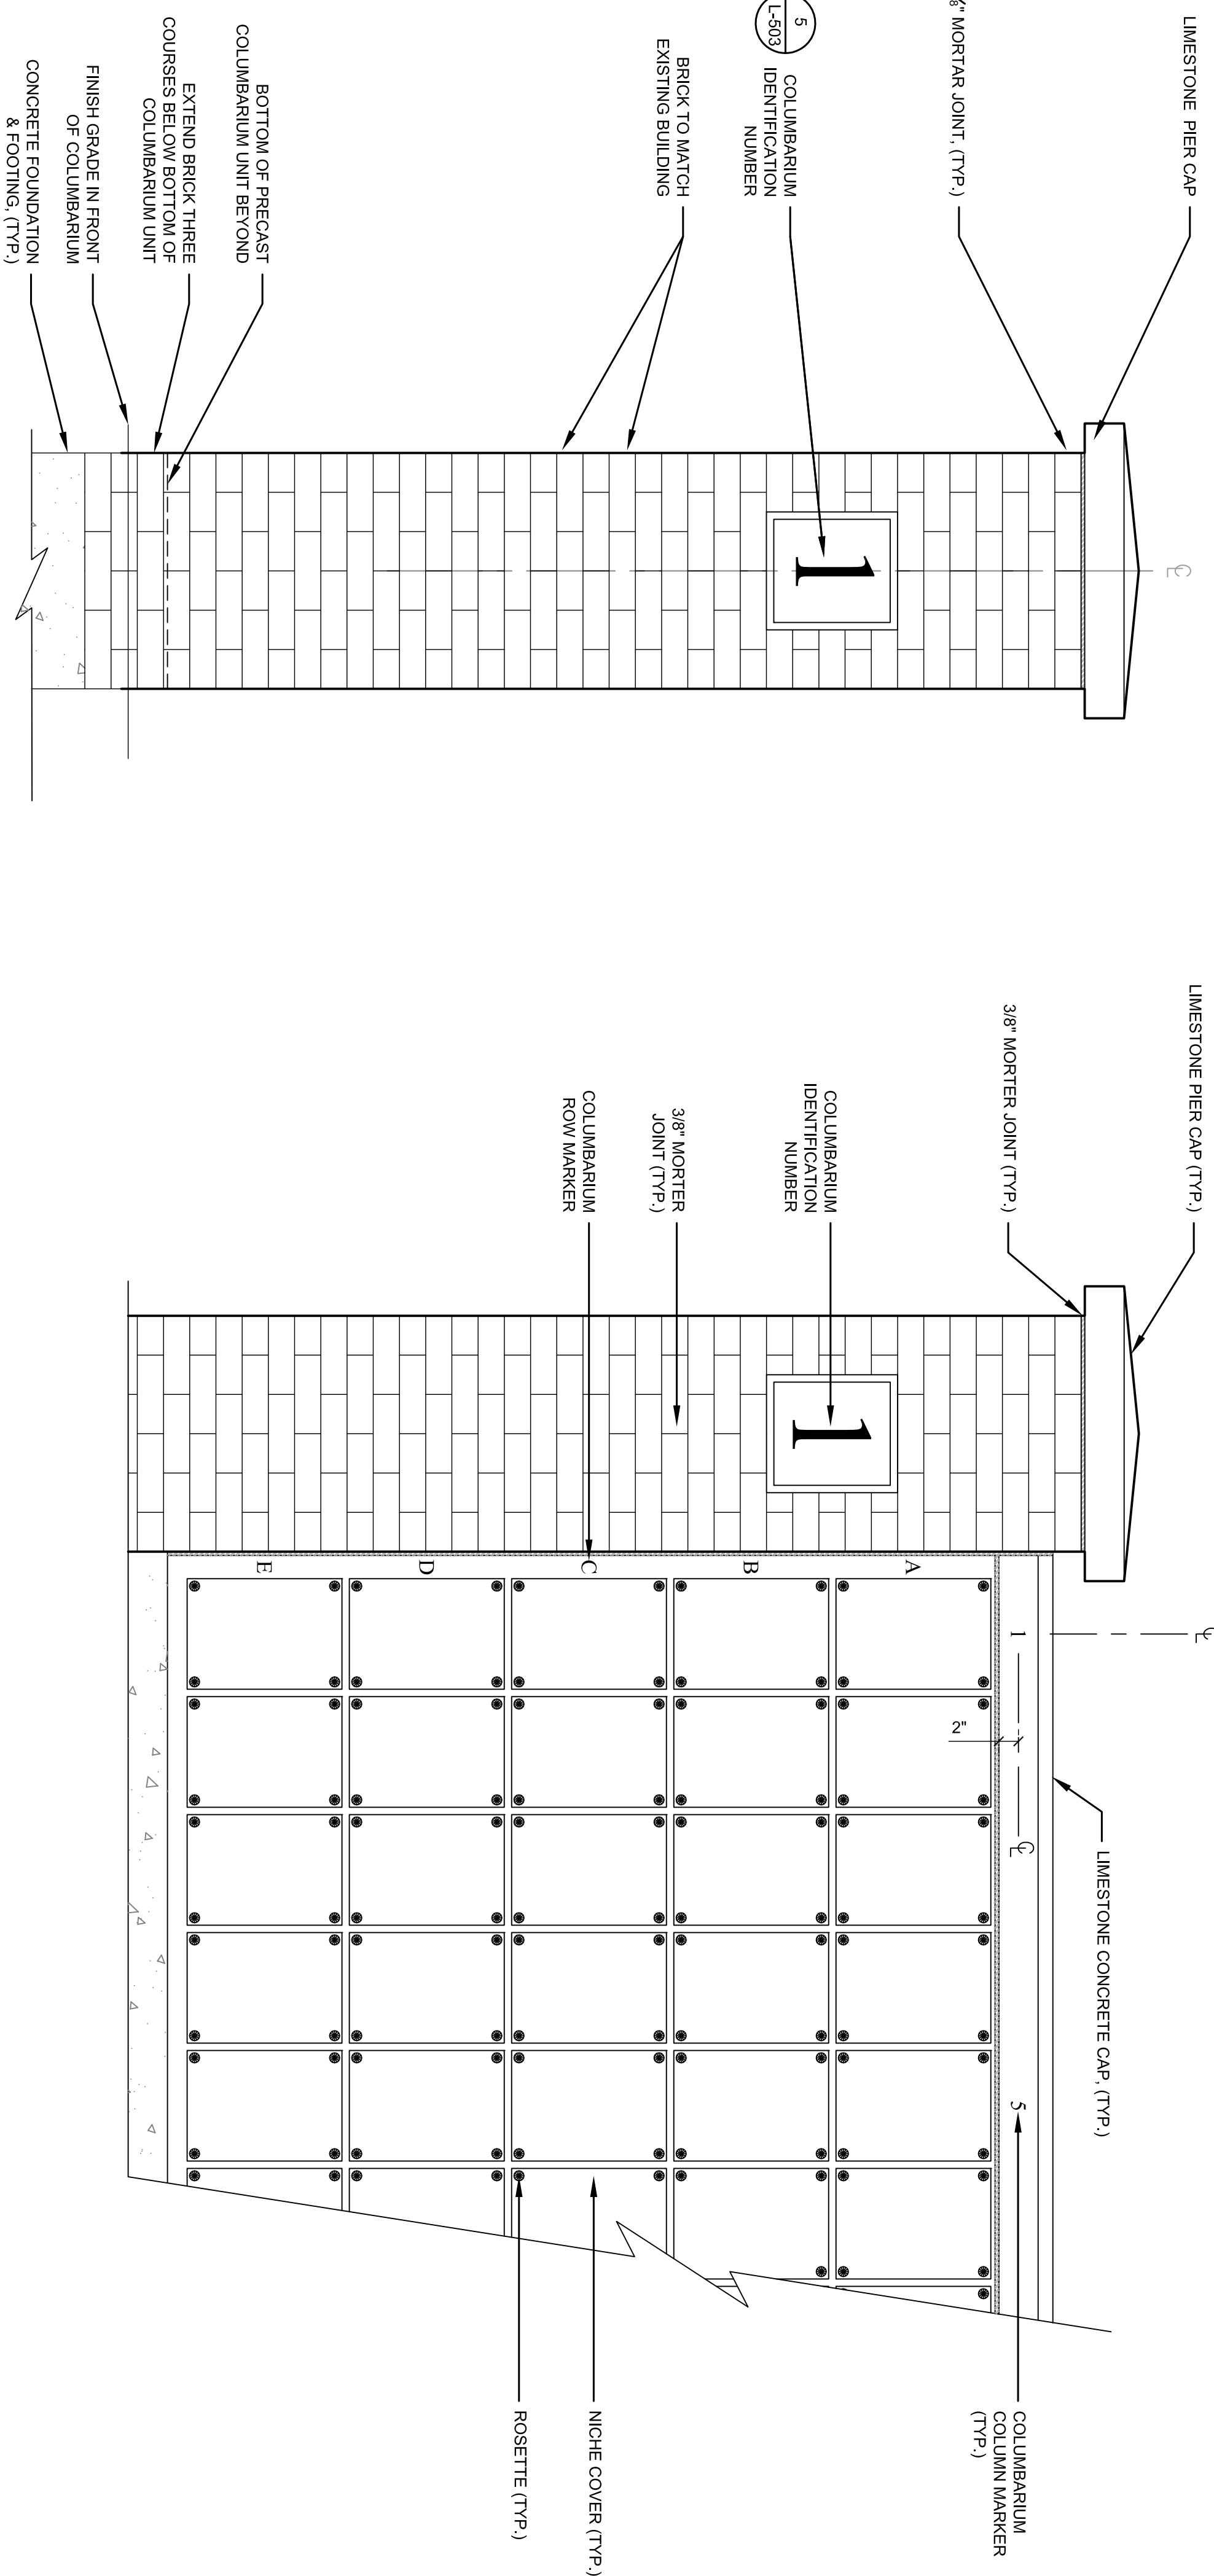 LIMESTONE PIER CAP
" MORTAR JOINT, (TYP.)
5
L-503
COLUMBARIUM
IDENTIFICATION
NUMBER
BRICK TO MATCH
EXISTING BUILDING
BOTTOM OF PRECAST
COLUMBARIUM UNIT BEYOND
EXTEND BRICK THREE
COURSES BELOW BOTTOM OF
COLUMBARIUM UNIT
FINISH GRADE IN FRONT
OF COLUMBARIUM
CONCRETE FOUNDATION
& FOOTING, (TYP.)
1
CL
LIMESTONE PIER CAP (TYP.)
3/8" MORTER JOINT (TYP.)
COLUMBARIUM
IDENTIFICATION
NUMBER
3/8" MORTER
JOINT (TYP.)
COLUMBARIUM
ROW MARKER
1
A
B
C
D
E
CL
1
2"
CL
5
LIMESTONE CONCRETE CAP, (TYP.)
COLUMBARIUM
COLUMN MARKER
(TYP.)
NICHE COVER (TYP.)
ROSETTE (TYP.)